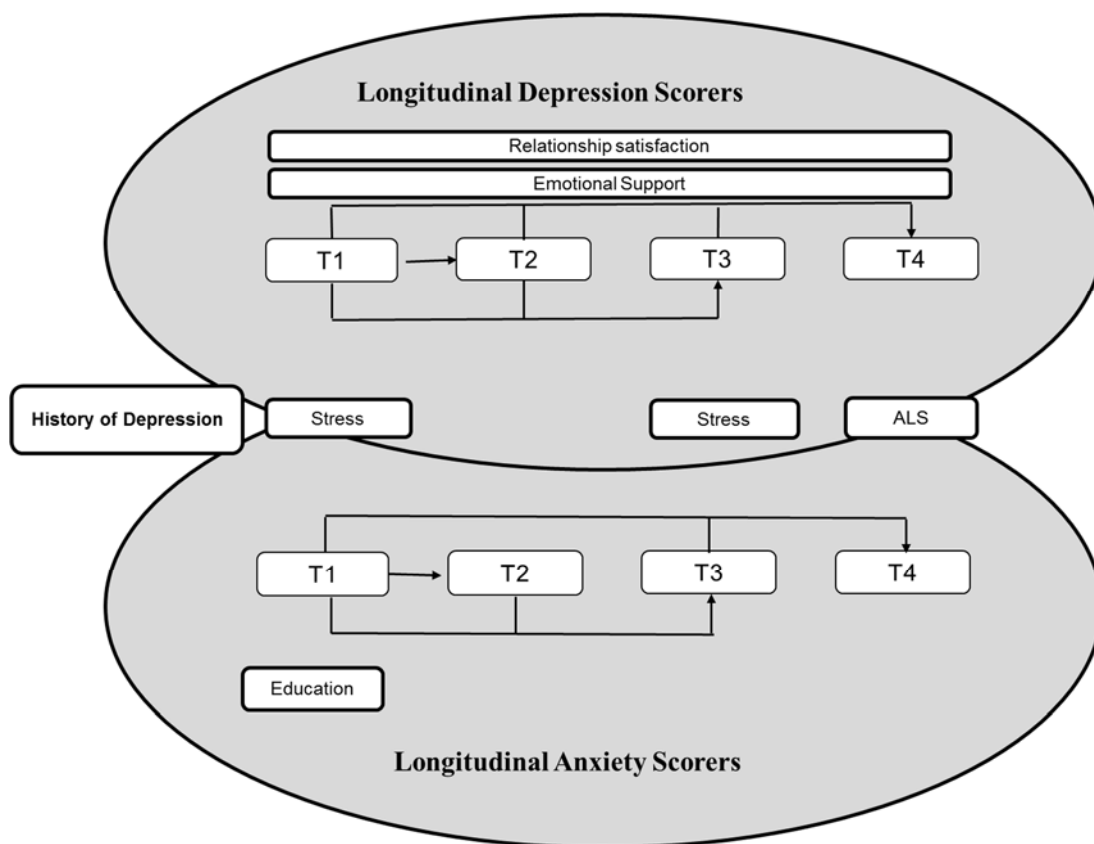 Longitudinal Depression Scorers
Relationship satisfaction
Emotional Support
T1
T2
T3
T4
History of Depression
Stress
Stress
ALS
T1
T2
T3
T4
Education
Longitudinal Anxiety Scorers